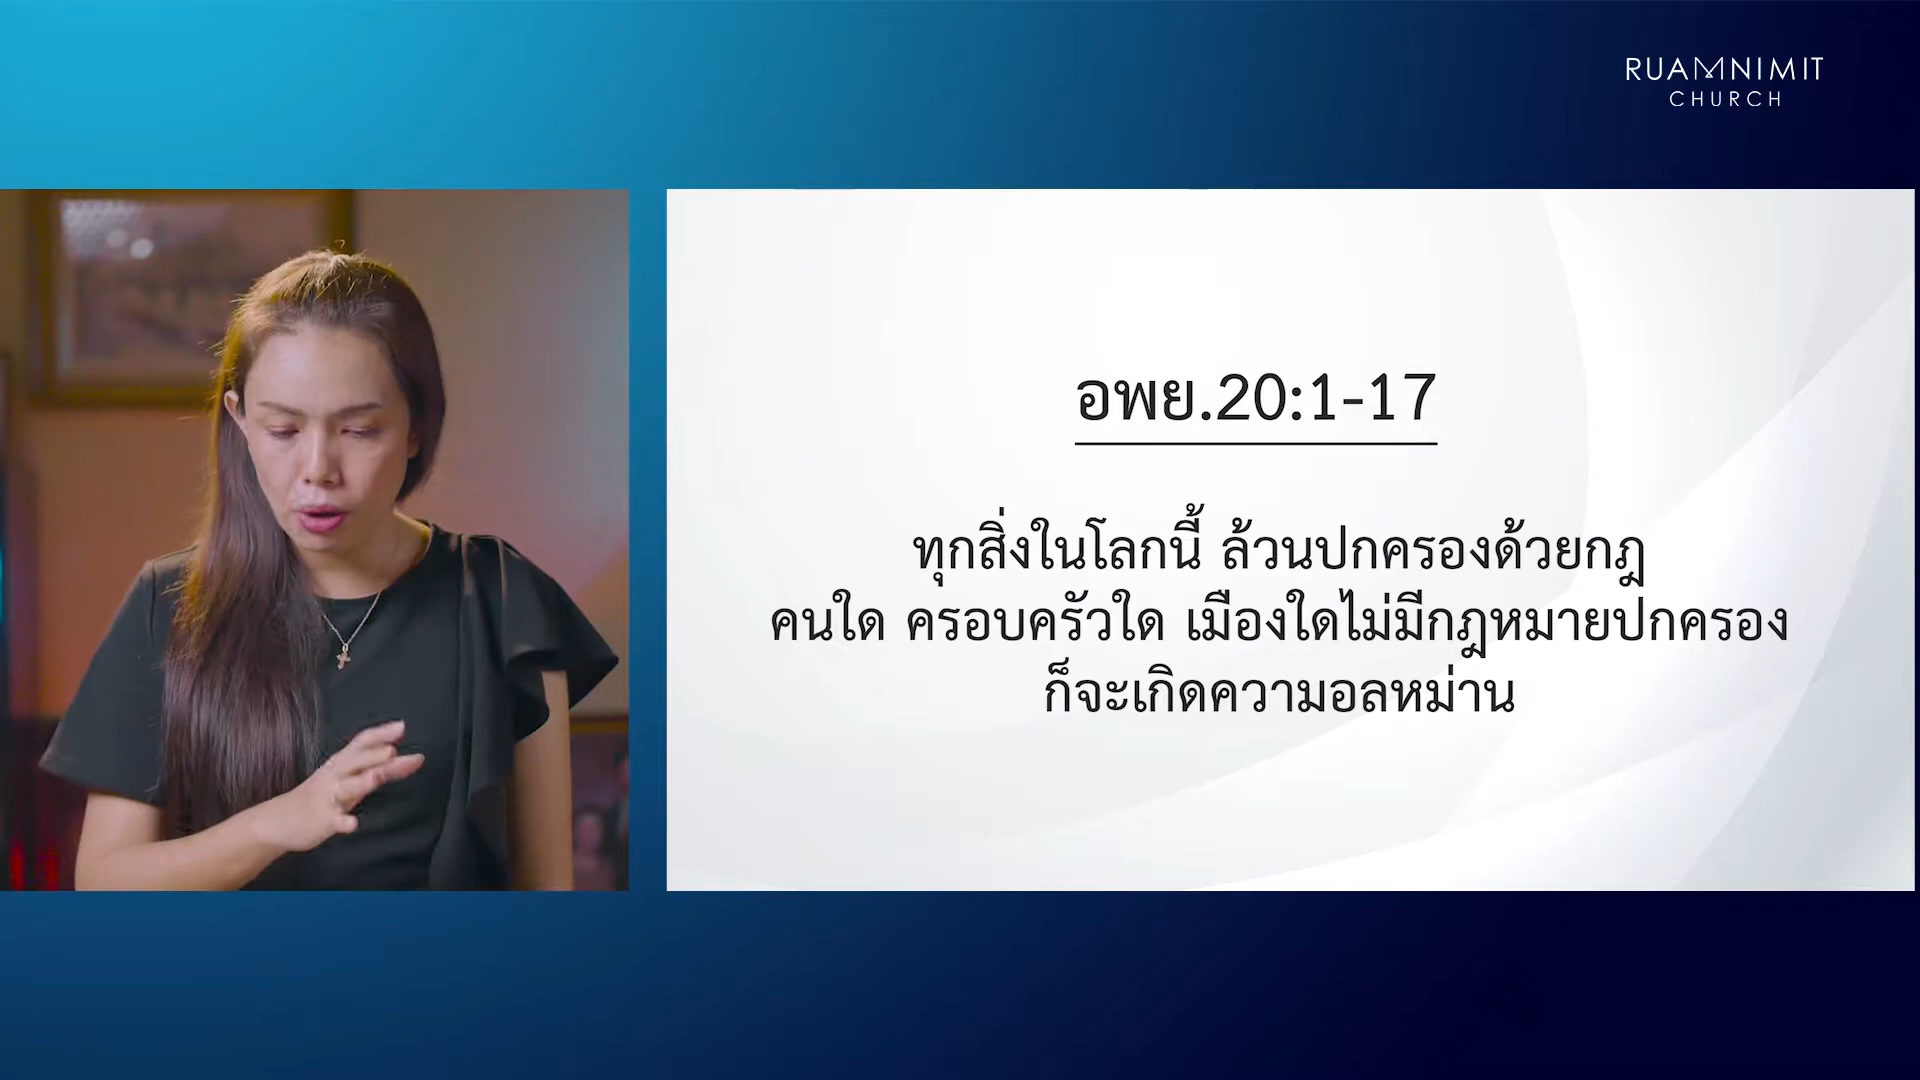 RUAMNIMIT
CHURCH
อพย.20:1-17
ทุกสิ่งในโลกนี้ ล้วนปกครองด้วยกฎ
คนใด ครอบครัวใด เมืองใดไม่มีกฎหมายปกครอง
ก็จะเกิดความอลหม่าน